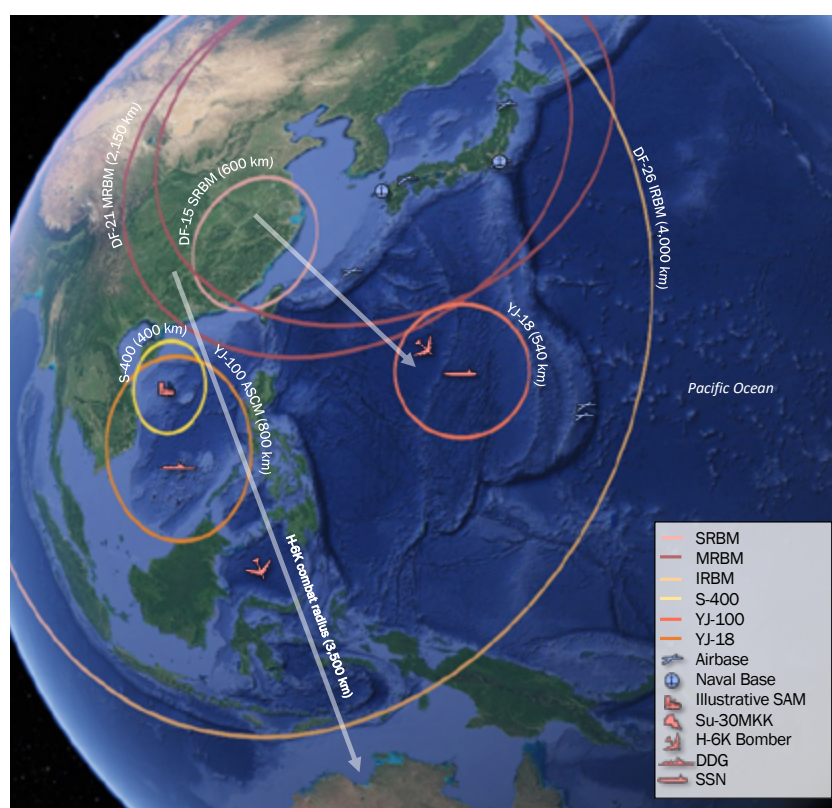 DF-21 MRBM (2,150 km)
DF-15 SRBM (600 km)
DF-26 IRBM (4,000 km)
S-400 (400 km)
YJ-100 ASCM (800 km)
YJ-18 (540 km)
Pacific Ocean
H-6K combat radius (3,500 km)
SRBM
MRBM
IRBM
S-400
YJ-100
YJ-18
Airbase
Naval Base
Illustrative SAM
Su-30MKK
H-6K Bomber
DDG
SSN